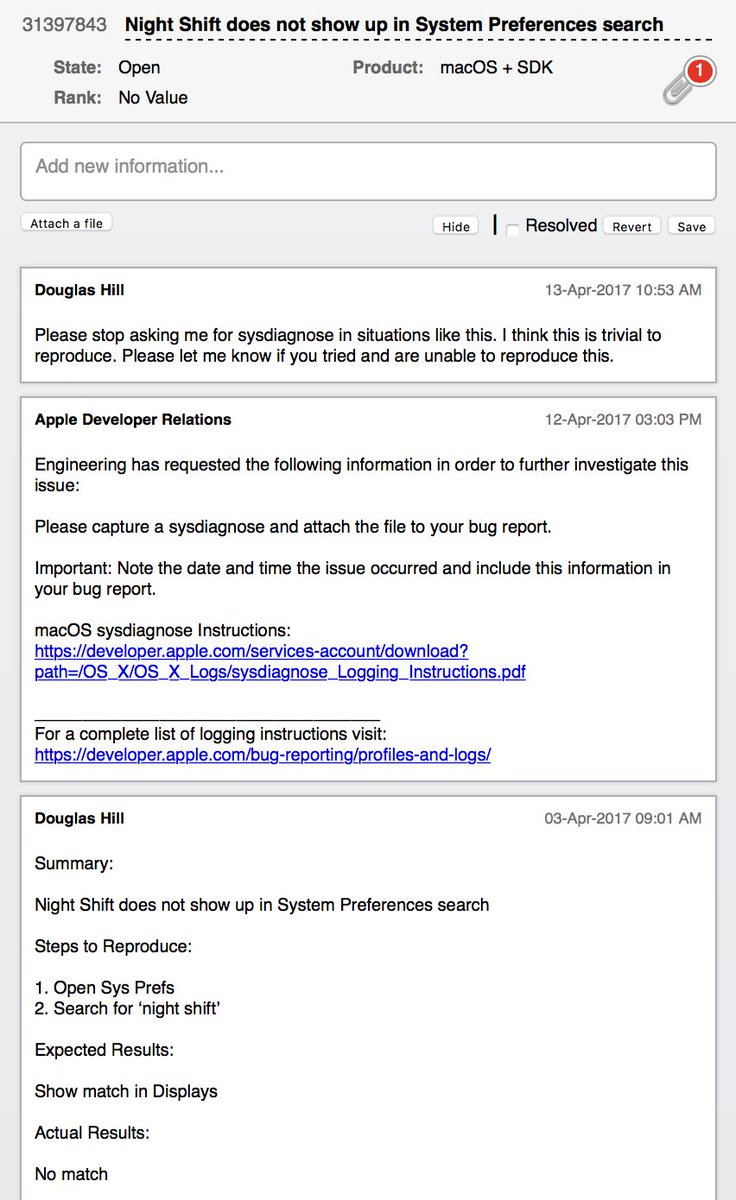 31397843 Night Shift does not show up in System Preferences search
State: Open Product: macOS + SDK
1
Rank: No Value
Add new information...
Attach a file Hide Resolved Revert Save
Douglas Hill 13-Apr-2017 10:53 AM
Please stop asking me for sysdiagnose in situations like this. I think this is trivial to
reproduce. Please let me know if you tried and are unable to reproduce this.
Apple Developer Relations 12-Apr-2017 03:03 PM
Engineering has requested the following information in order to further investigate this
issue:
Please capture a sysdiagnose and attach the file to your bug report.
Important: Note the date and time the issue occurred and include this information in
your bug report.
macOS sysdiagnose Instructions:
https://developer.apple.com/services-account/download?
path=/OS_X/OS_X_Logs/sysdiagnose_Logging_Instructions.pdf
For a complete list of logging instructions visit:
https://developer.apple.com/bug-reporting/profiles-and-logs/
Douglas Hill 03-Apr-2017 09:01 AM
Summary:
Night Shift does not show up in System Preferences search
Steps to Reproduce:
1. Open Sys Prefs
2. Search for ‘night shift’
Expected Results:
Show match in Displays
Actual Results:
No match